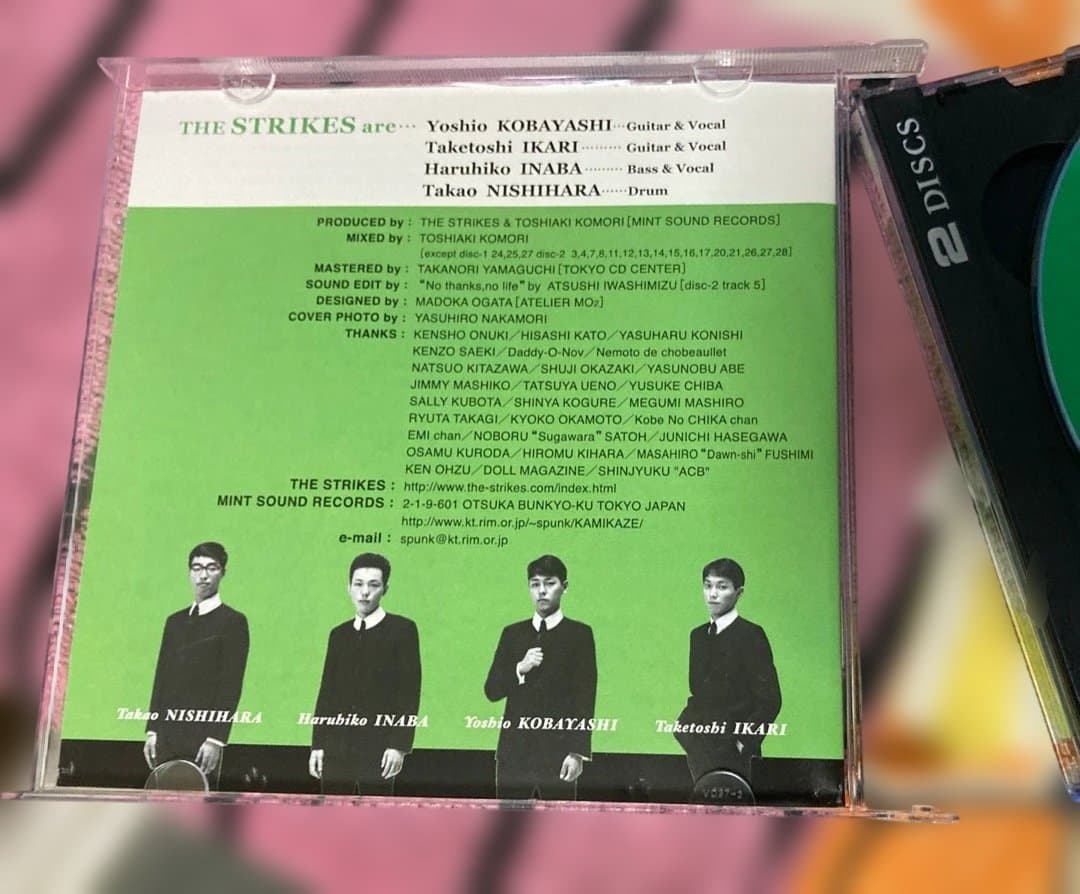 THE STRIKES are··· Yoshio KOBAYASHI···Guitar & Vocal
Taketoshi IKARI········· Guitar & Vocal
Haruhiko INABA········· Bass & Vocal
Takao NISHIHARA······Drum
PRODUCED by : THE STRIKES & TOSHIAKI KOMORI [MINT SOUND RECORDS]
MIXED by : TOSHIAKI KOMORI
[except disc-1 24,25,27 disc-2 3,4,7,8,11,12,13,14,15,16,17,20,21,26,27,28]
MASTERED by : TAKANORI YAMAGUCHI [TOKYO CD CENTER]
SOUND EDIT by : "No thanks,no life" by ATSUSHI IWASHIMIZU [disc-2 track 5]
DESIGNED by : MADOKA OGATA [ATELIER MO2]
COVER PHOTO by : YASUHIRO NAKAMORI
THANKS : KENSHO ONUKI／HISASHI KATO／YASUHARU KONISHI
KENZO SAEKI／Daddy-O-Nov／Nemoto de chobeaullet
NATSUO KITAZAWA／SHUJI OKAZAKI／YASUNOBU ABE
JIMMY MASHIKO／TATSUYA UENO／YUSUKE CHIBA
SALLY KUBOTA／SHINYA KOGURE／MEGUMI MASHIRO
RYUTA TAKAGI／KYOKO OKAMOTO／Kobe No CHIKA chan
EMI chan／NOBORU "Sugawara" SATOH／JUNICHI HASEGAWA
OSAMU KURODA／HIROMU KIHARA／MASAHIRO "Dawn-shi" FUSHIMI
KEN OHZU／DOLL MAGAZINE／SHINJYUKU "ACB"
THE STRIKES : http://www.the-strikes.com/index.html
MINT SOUND RECORDS : 2-1-9-601 OTSUKA BUNKYO-KU TOKYO JAPAN
http://www.kt.rim.or.jp/~spunk/KAMIKAZE/
e-mail : spunk@kt.rim.or.jp
Takao NISHIHARA Haruhiko INABA Yoshio KOBAYASHI Taketoshi IKARI
2 DISCS